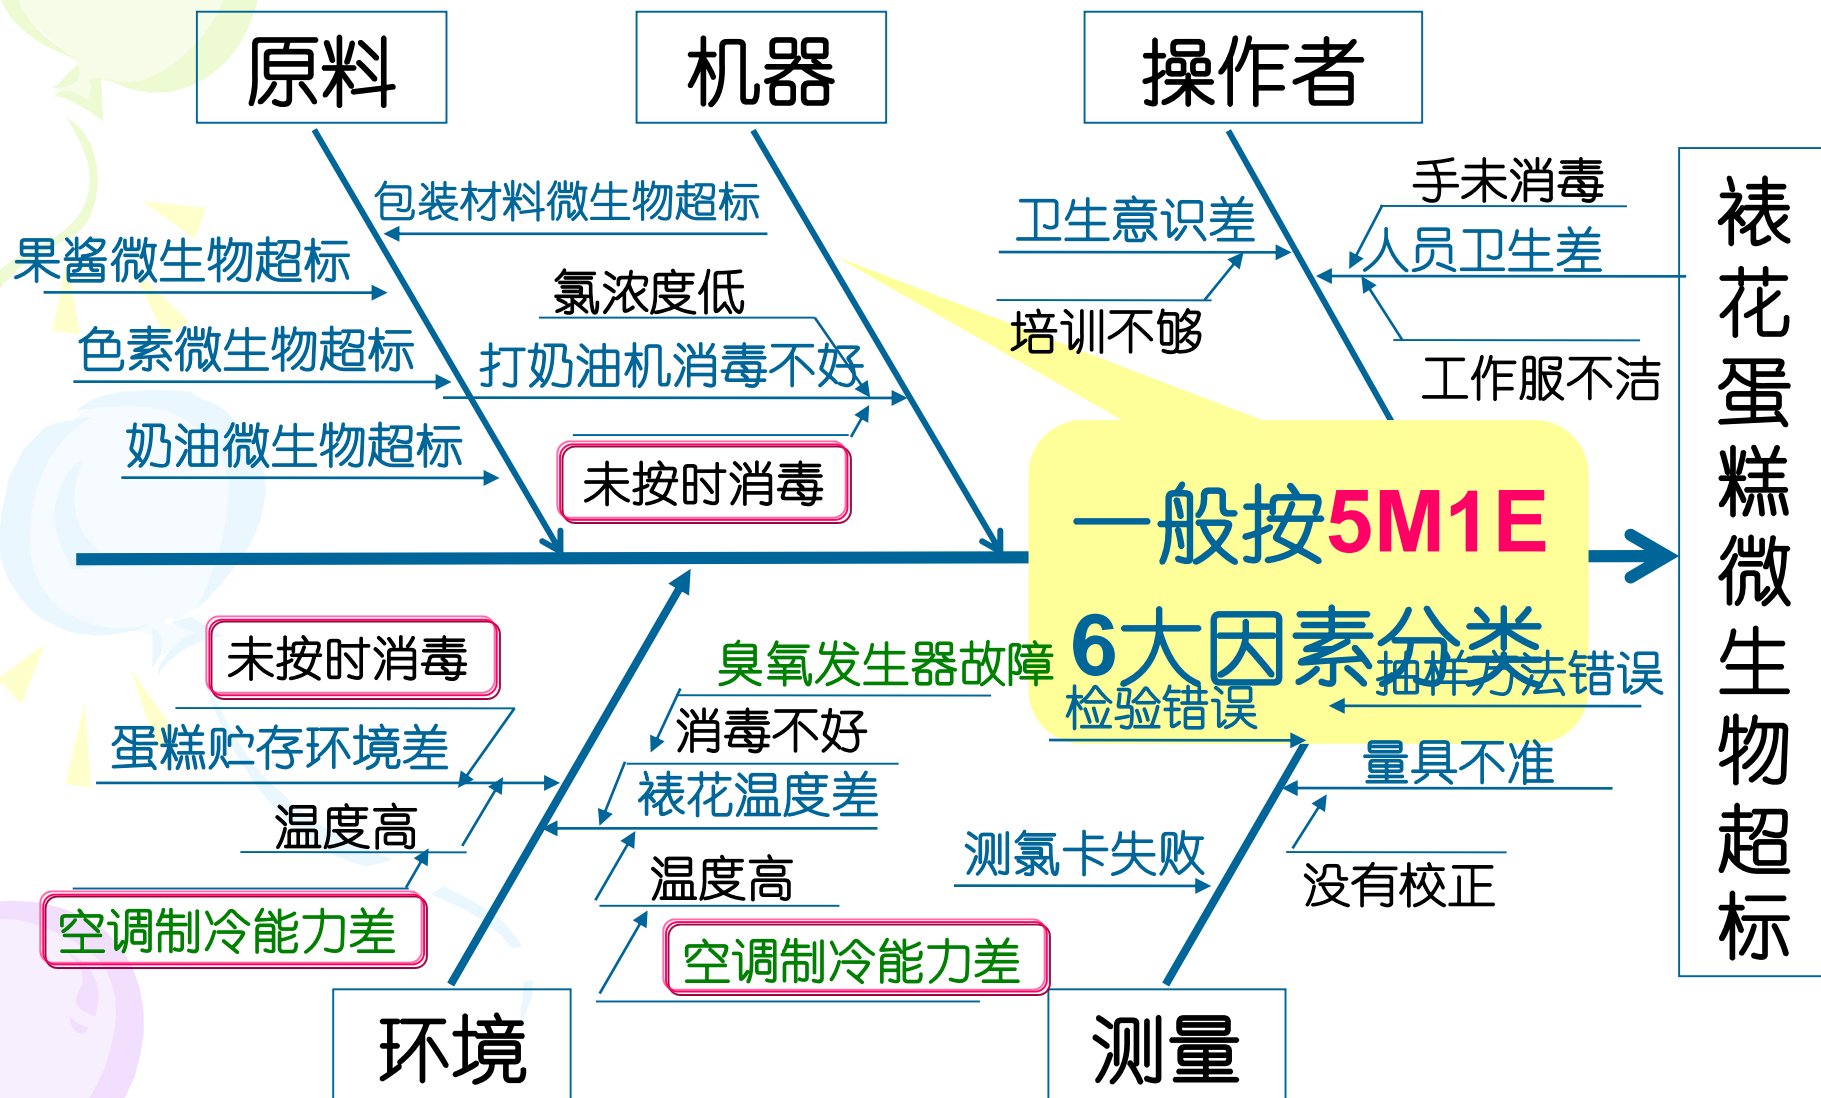 原料
机器
操作者
包装材料微生物超标
果酱微生物超标
色素微生物超标
奶油微生物超标
氯浓度低
打奶油机消毒不好
未按时消毒
卫生意识差
培训不够
手未消毒
人员卫生差
工作服不洁
一般按5M1E
6大因素分类
裱花蛋糕微生物超标
未按时消毒
蛋糕贮存环境差
温度高
空调制冷能力差
臭氧发生器故障
消毒不好
裱花温度差
温度高
空调制冷能力差
检验错误
抽样方法错误
量具不准
测氯卡失败
没有校正
环境
测量